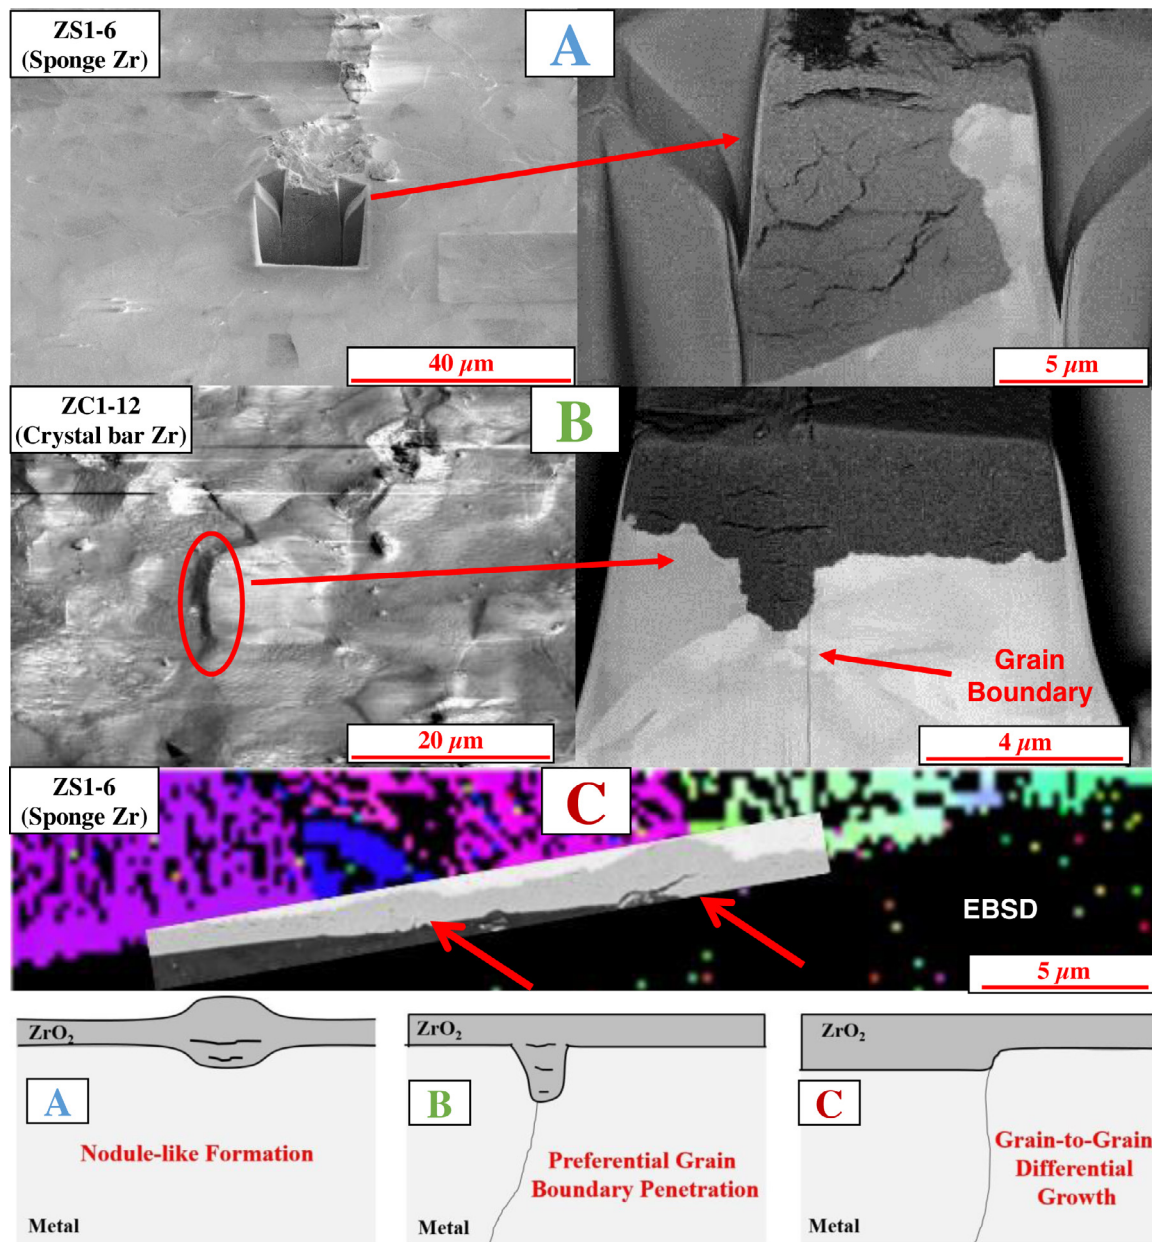 ZS1-6
(Sponge Zr)
A
40 µm
5 µm
ZC1-12
(Crystal bar Zr)
B
Grain
Boundary
20 µm
4 µm
ZS1-6
(Sponge Zr)
C
EBSD
5 µm
ZrO₂
A
Nodule-like Formation
Metal
ZrO₂
B
Preferential Grain
Boundary Penetration
Metal
ZrO₂
C
Grain-to-Grain
Differential
Growth
Metal